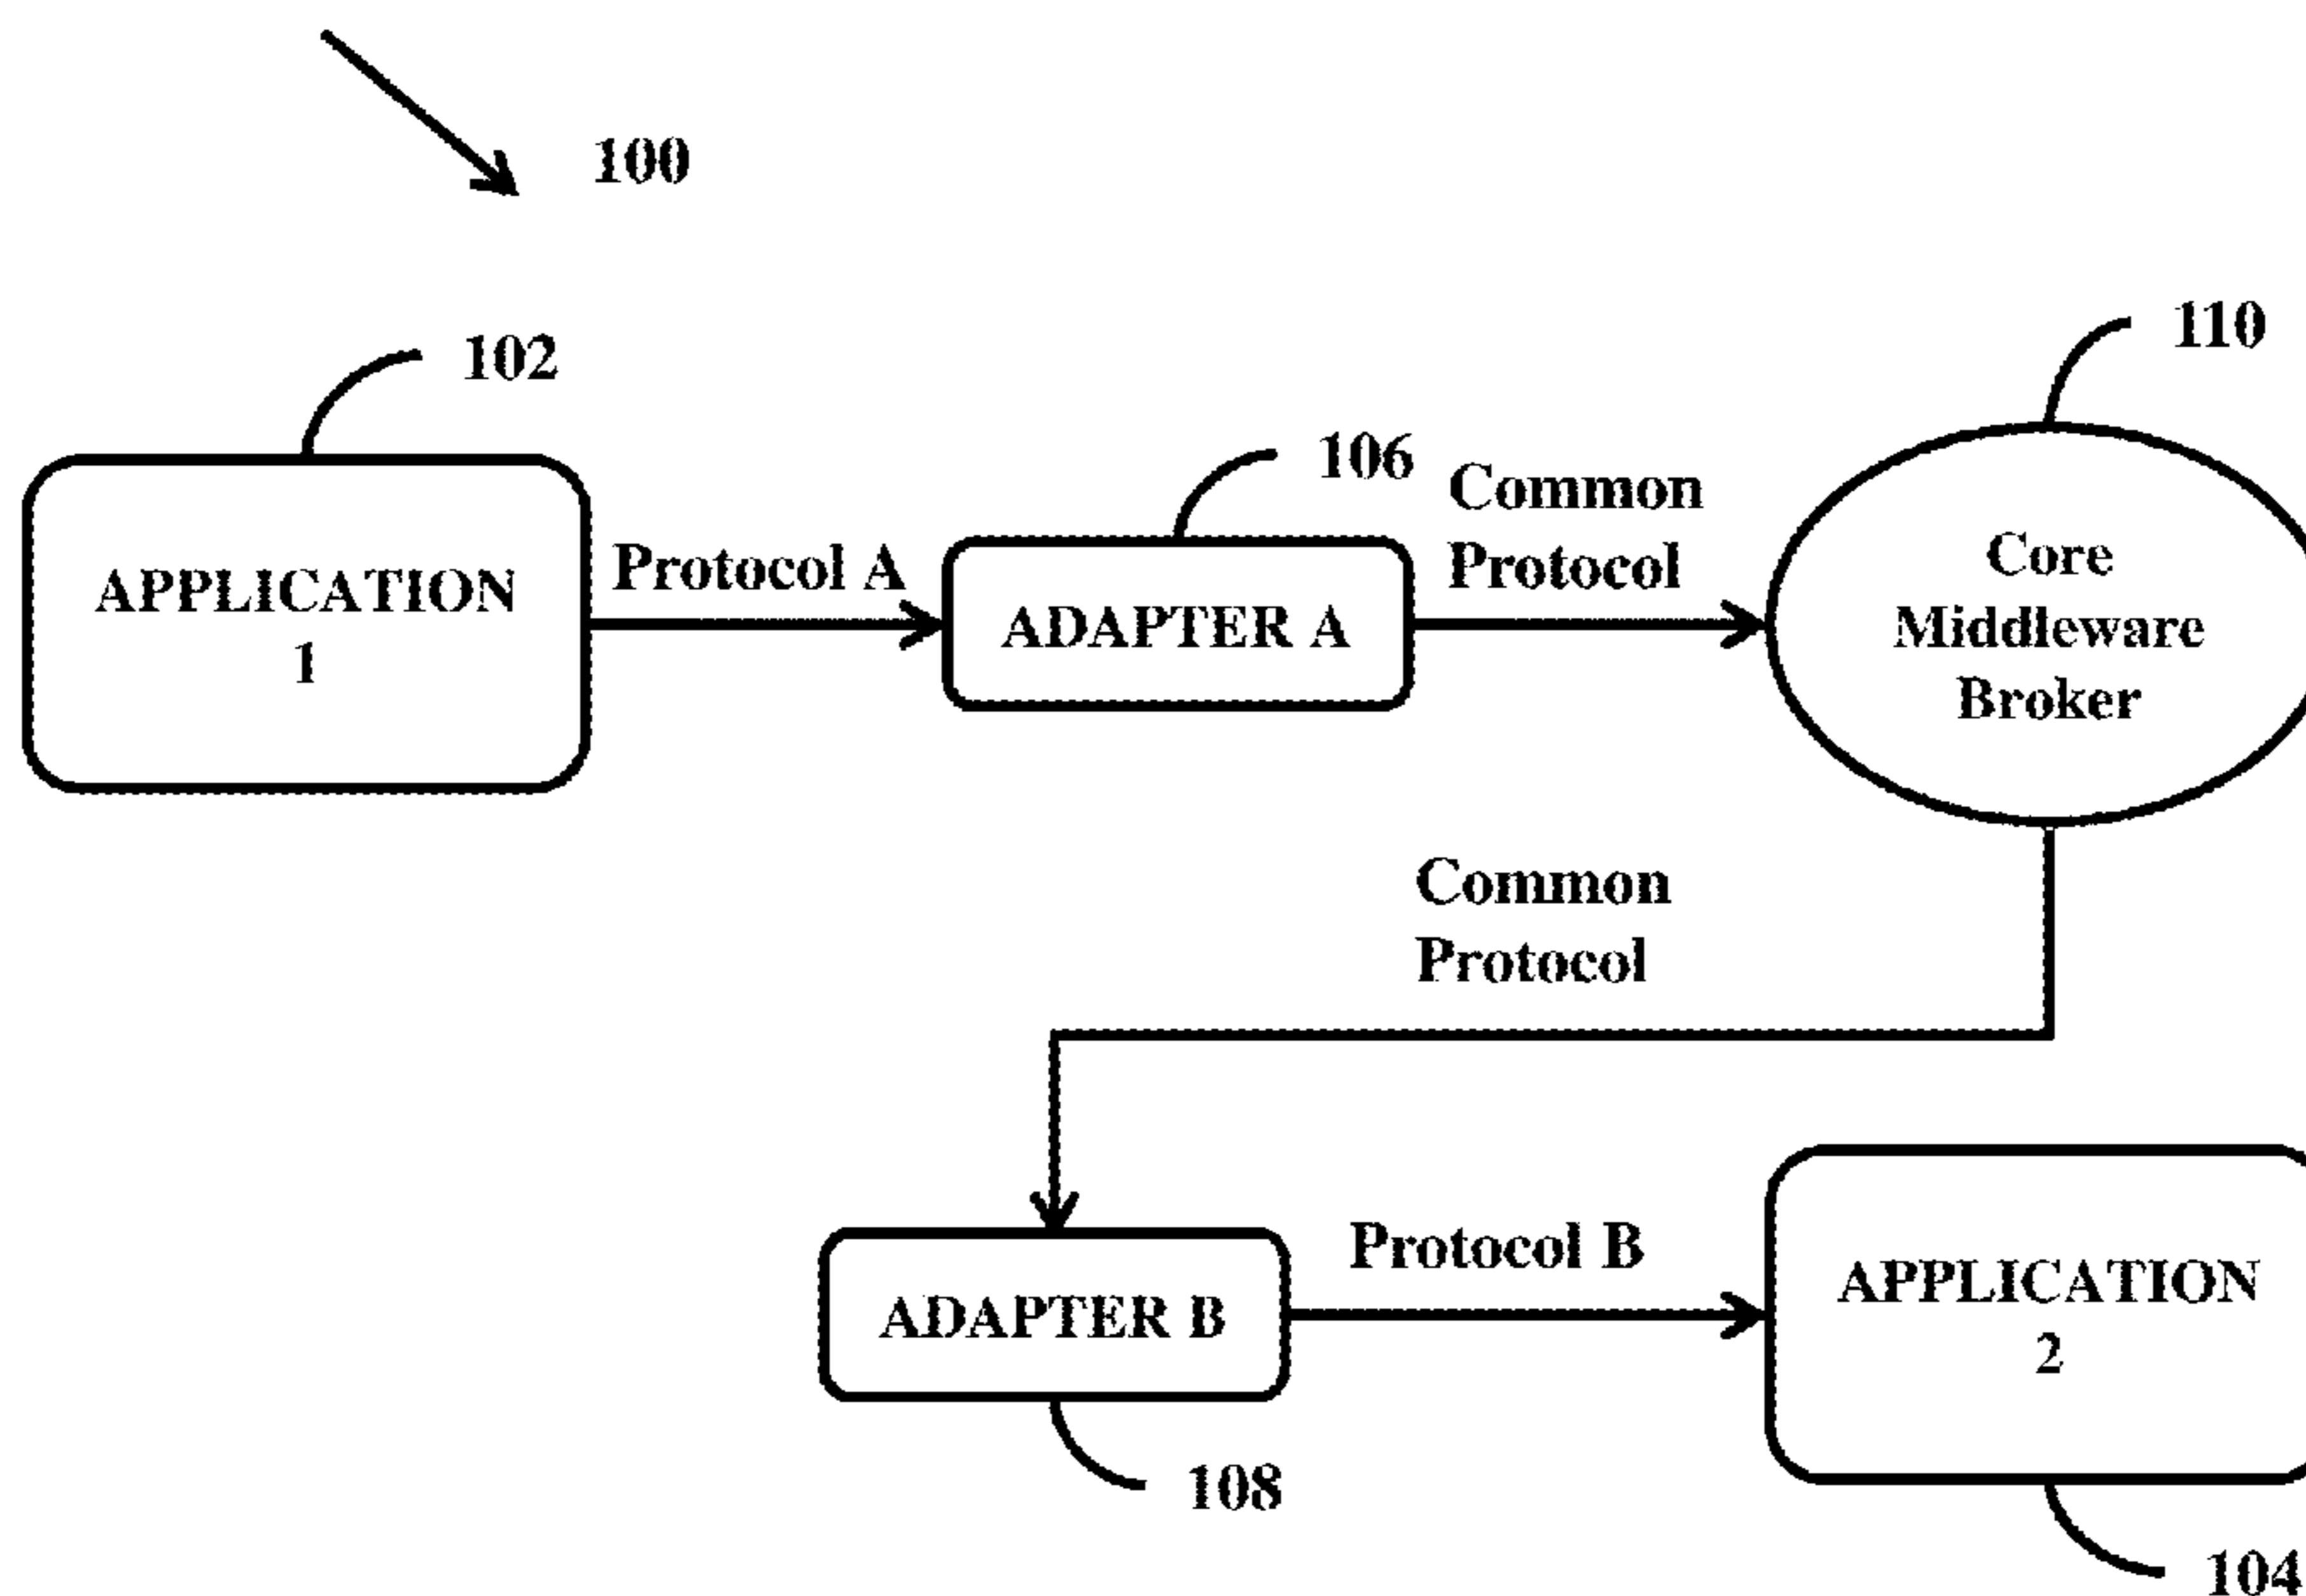 100
102
110
106
Common
Protocol
Protocol A
APPLICATION
1
ADAPTER A
Core
Middleware
Broker
Common
Protocol
Protocol B
ADAPTER B
APPLICATION
2
108
104